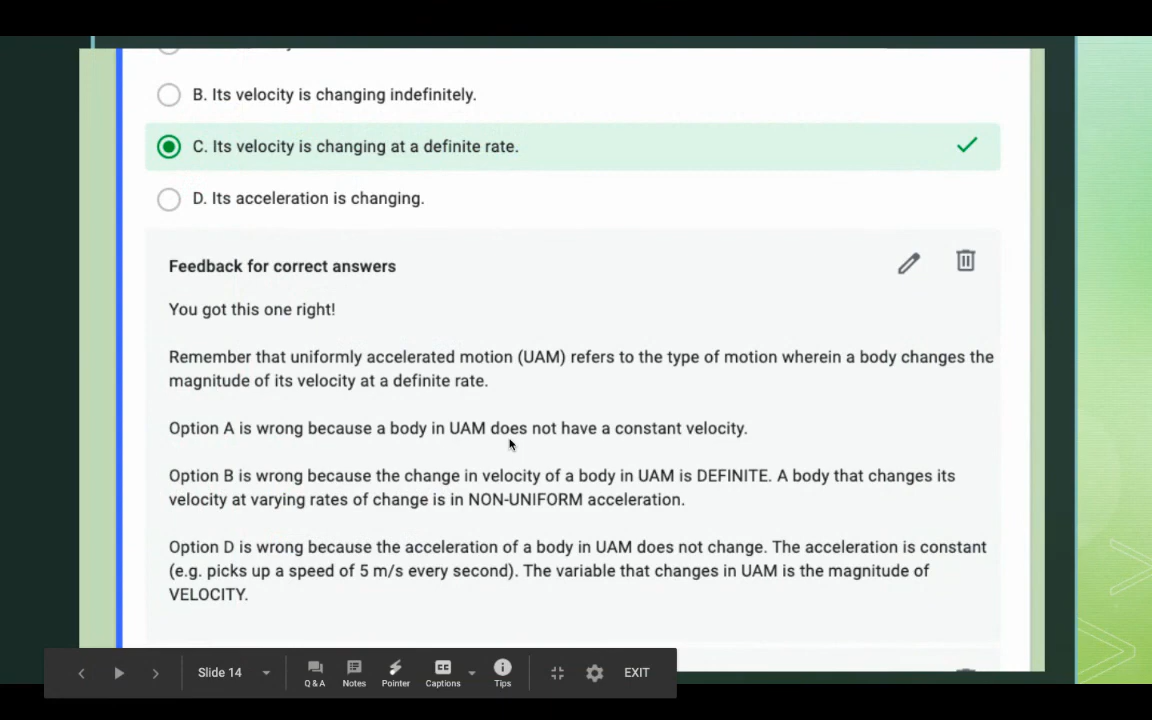 B. Its velocity is changing indefinitely.
C. Its velocity is changing at a definite rate.
D. Its acceleration is changing.
Feedback for correct answers
You got this one right!
Remember that uniformly accelerated motion (UAM) refers to the type of motion wherein a body changes the
magnitude of its velocity at a definite rate.
Option A is wrong because a body in UAM does not have a constant velocity.
Option B is wrong because the change in velocity of a body in UAM is DEFINITE. A body that changes its
velocity at varying rates of change is in NON-UNIFORM acceleration.
Option D is wrong because the acceleration of a body in UAM does not change. The acceleration is constant
(e.g. picks up a speed of 5 m/s every second). The variable that changes in UAM is the magnitude of
VELOCITY.
Slide 14
Q & A
Notes
Pointer
CC
Captions
Tips
EXIT